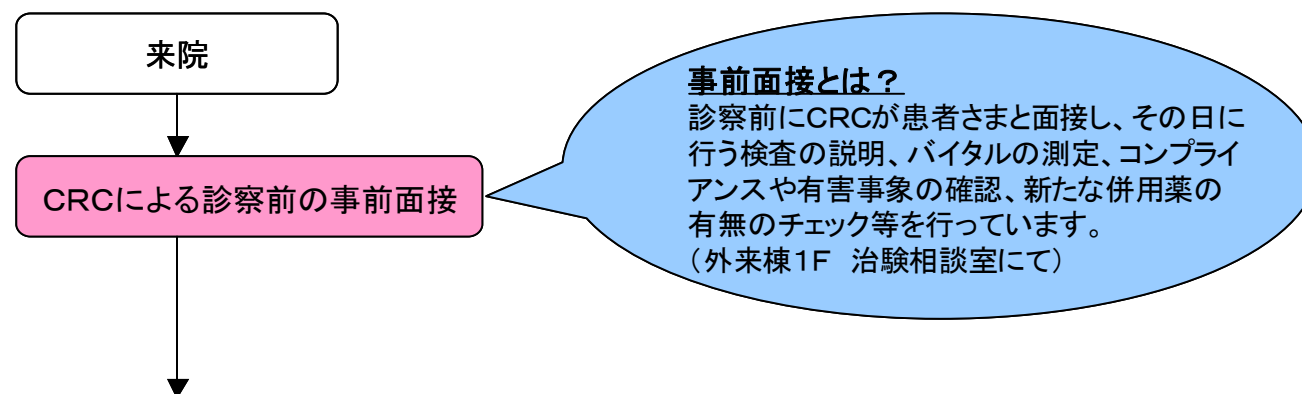 来院
CRCによる診察前の事前面接
事前面接とは？
診察前にCRCが患者さまと面接し、その日に
行う検査の説明、バイタルの測定、コンプライ
アンスや有害事象の確認、新たな併用薬の
有無のチェック等を行っています。
（外来棟１F　治験相談室にて）